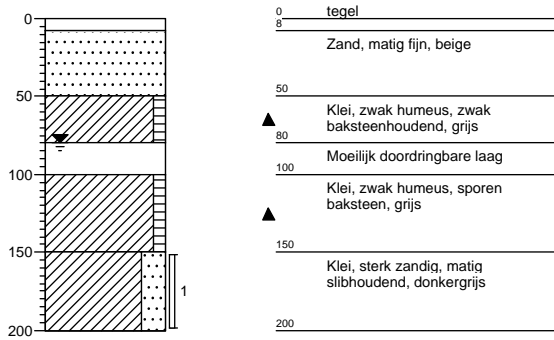 0
50
100
150
200
1
0
tegel
8
Zand, matig fijn, beige
50
Klei, zwak humeus, zwak
baksteenhoudend, grijs
80
Moeilijk doordringbare laag
100
Klei, zwak humeus, sporen
baksteen, grijs
150
Klei, sterk zandig, matig
slibhoudend, donkergrijs
200